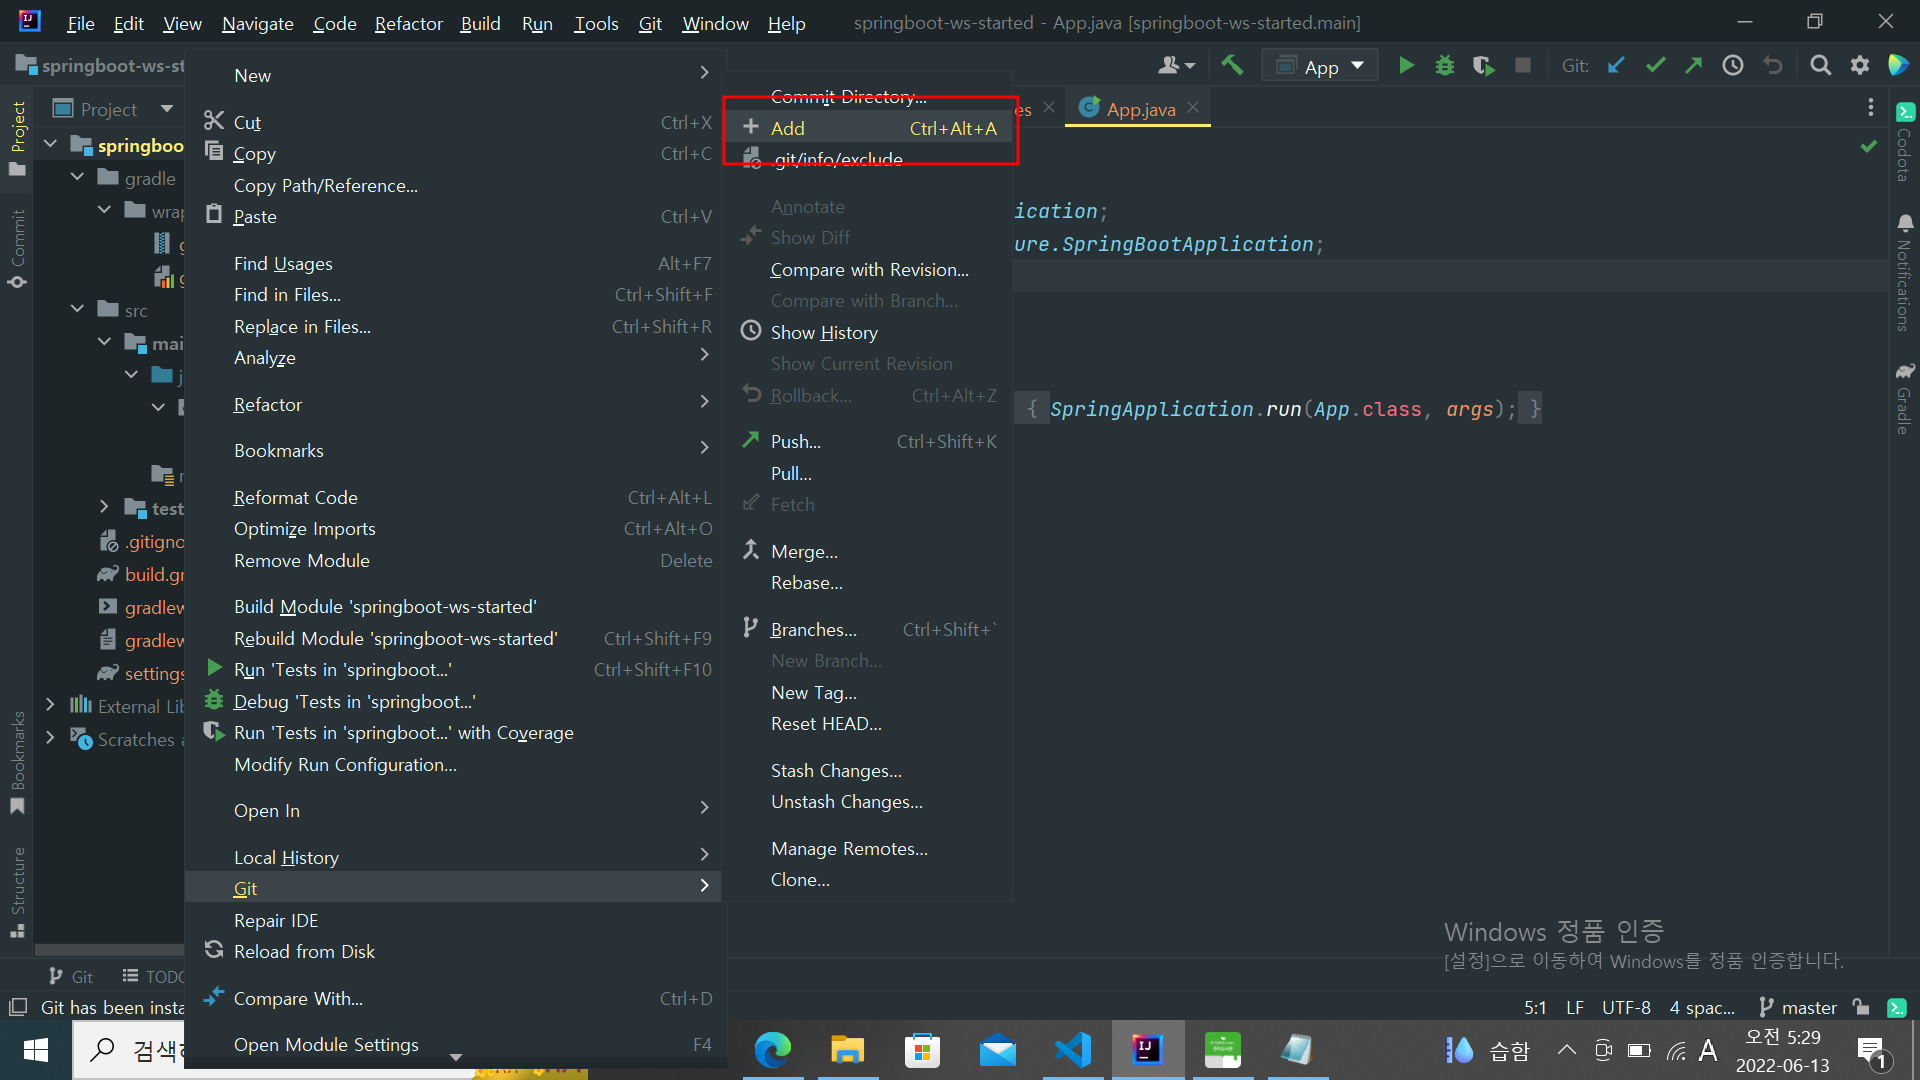 File Edit View Navigate Code Refactor Build Run Tools Git Window Help springboot-ws-started - App.java [springboot-ws-started.main]
springboot-ws-st
App
Git:
Project
es
App.java
Project
Commit
Bookmarks
Structure
springboo
gradle
wrap
src
mai
test
.gitigno
build.gr
gradlew
gradlew
settings
External Lib
Scratches a
New
Cut Ctrl+X
Copy Ctrl+C
Copy Path/Reference...
Paste Ctrl+V
Find Usages Alt+F7
Find in Files... Ctrl+Shift+F
Replace in Files... Ctrl+Shift+R
Analyze
Refactor
Bookmarks
Reformat Code Ctrl+Alt+L
Optimize Imports Ctrl+Alt+O
Remove Module Delete
Build Module 'springboot-ws-started'
Rebuild Module 'springboot-ws-started' Ctrl+Shift+F9
Run 'Tests in 'springboot...' Ctrl+Shift+F10
Debug 'Tests in 'springboot...'
Run 'Tests in 'springboot...' with Coverage
Modify Run Configuration...
Open In
Local History
Git
Repair IDE
Reload from Disk
Compare With... Ctrl+D
Open Module Settings F4
Commit Directory...
Add Ctrl+Alt+A
.git/info/exclude
Annotate
Show Diff
Compare with Revision...
Compare with Branch...
Show History
Show Current Revision
Rollback... Ctrl+Alt+Z
Push... Ctrl+Shift+K
Pull...
Fetch
Merge...
Rebase...
Branches... Ctrl+Shift+`
New Branch...
New Tag...
Reset HEAD...
Stash Changes...
Unstash Changes...
Manage Remotes...
Clone...
ication;
ure.SpringBootApplication;
{ SpringApplication.run(App.class, args); }
Codota
Notifications
Gradle
Windows 정품 인증
[설정]으로 이동하여 Windows를 정품 인증합니다.
Git TODO
Git has been insta
5:1 LF UTF-8 4 spac... master
습함
A
오전 5:29
2022-06-13
1